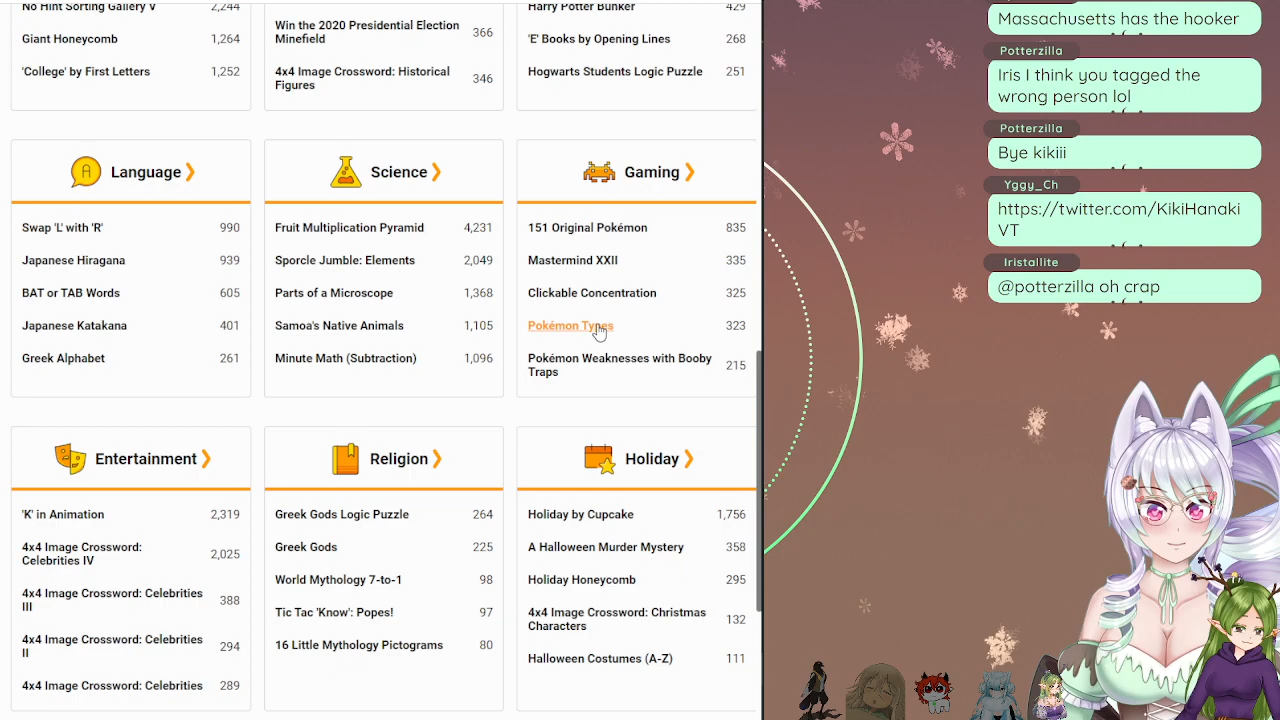 No Hint Sorting Gallery V 2,244
Giant Honeycomb 1,264
'College' by First Letters 1,252
Win the 2020 Presidential Election
Minefield 366
4x4 Image Crossword: Historical
Figures 346
Harry Potter Bunker 429
'E' Books by Opening Lines 268
Hogwarts Students Logic Puzzle 251
Language
Swap 'L' with 'R' 990
Japanese Hiragana 939
BAT or TAB Words 605
Japanese Katakana 401
Greek Alphabet 261
Science
Fruit Multiplication Pyramid 4,231
Sporcle Jumble: Elements 2,049
Parts of a Microscope 1,368
Samoa's Native Animals 1,105
Minute Math (Subtraction) 1,096
Gaming
151 Original Pokémon 835
Mastermind XXII 335
Clickable Concentration 325
Pokémon Types 323
Pokémon Weaknesses with Booby
Traps 215
Entertainment
'K' in Animation 2,319
4x4 Image Crossword:
Celebrities IV 2,025
4x4 Image Crossword: Celebrities
III 388
4x4 Image Crossword: Celebrities
II 294
4x4 Image Crossword: Celebrities 289
Religion
Greek Gods Logic Puzzle 264
Greek Gods 225
World Mythology 7-to-1 98
Tic Tac 'Know': Popes! 97
16 Little Mythology Pictograms 80
Holiday
Holiday by Cupcake 1,756
A Halloween Murder Mystery 358
Holiday Honeycomb 295
4x4 Image Crossword: Christmas
Characters 132
Halloween Costumes (A-Z) 111
Massachusetts has the hooker
Potterzilla
Iris I think you tagged the
wrong person lol
Potterzilla
Bye kikiii
Yggy_Ch
https://twitter.com/KikiHanaki
VT
Iristallite
@potterzilla oh crap